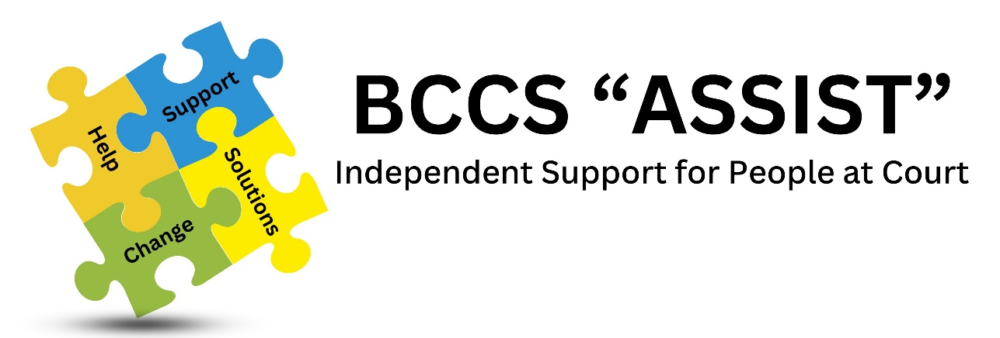 Support
Help
Solutions
Change
BCCS “ASSIST”
Independent Support for People at Court